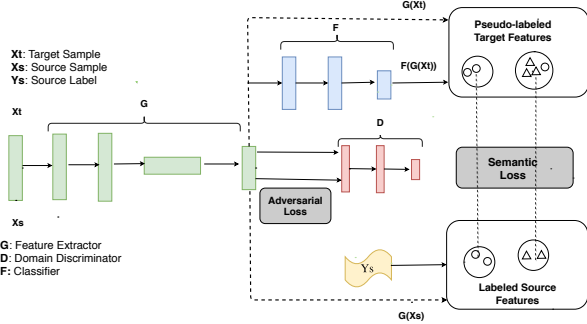 G(Xt)
Pseudo-labeled
Target Features
F
Xt: Target Sample
Xs: Source Sample
Ys: Source Label
F(G(Xt))
Xt
G
D
Semantic
Loss
Adversarial
Loss
Xs
G: Feature Extractor
D: Domain Discriminator
F: Classifier
Ys
Labeled Source
Features
G(Xs)